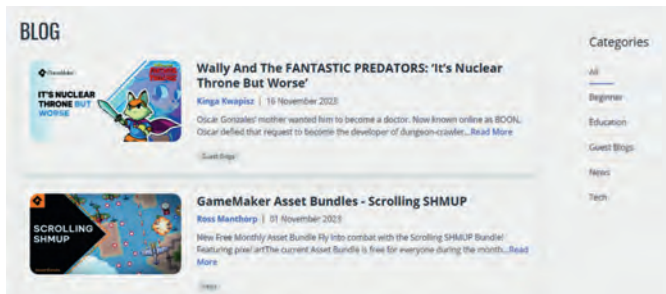 BLOG
Categories
GameMaker
IT'S NUCLEAR
THRONE BUT
WORSE
Wally And The FANTASTIC PREDATORS: 'It's Nuclear
Throne But Worse'
Kinga Kwapisz | 16 November 2023
Oscar Gonzales' mother wanted him to become a doctor. Now known online as BOON,
Oscar defied that request to become the developer of dungeon-crawler...Read More
Guest Blogs
All
Beginner
Education
Guest Blogs
News
Tech
SCROLLING
SHMUP
GameMaker Asset Bundles - Scrolling SHMUP
Ross Manthorp | 01 November 2023
New Free Monthly Asset Bundle Fly into combat with the Scrolling SHMUP Bundle!
Featuring pixel artThe current Asset Bundle is free for everyone during the month...Read
More